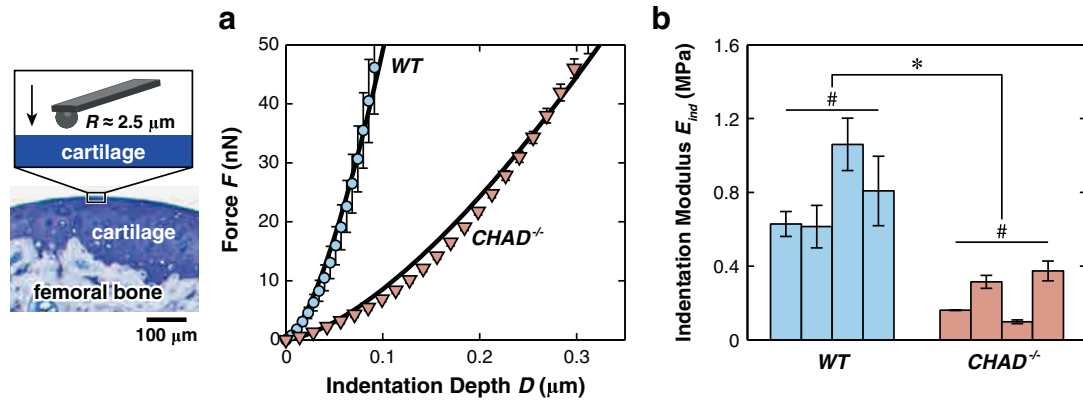 R ≈ 2.5 μm
cartilage
cartilage
femoral bone
100 μm
a
50
40
30
20
10
0
Force F (nN)
WT
CHAD-/-
0
0.1
0.2
0.3
Indentation Depth D (μm)
b
1.6
1.2
0.8
0.4
0
Indentation Modulus Eind (MPa)
*
#
#
WT
CHAD-/-